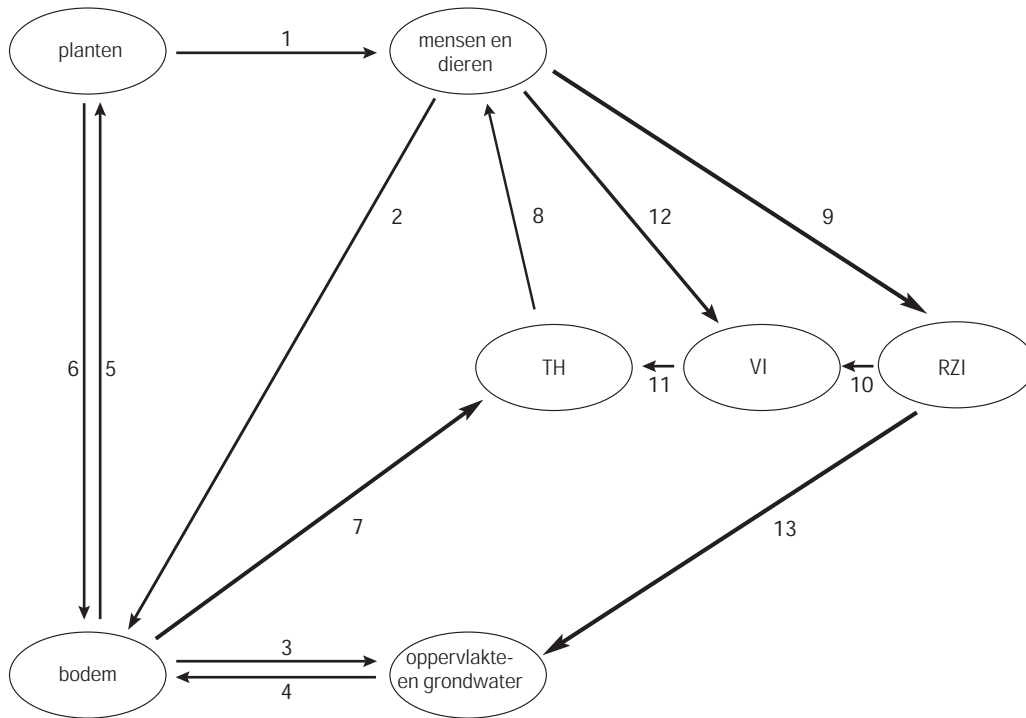 planten
1
mensen en
dieren
2
8
12
9
6
5
TH
11
VI
10
RZI
7
13
bodem
3
4
oppervlakte-
en grondwater